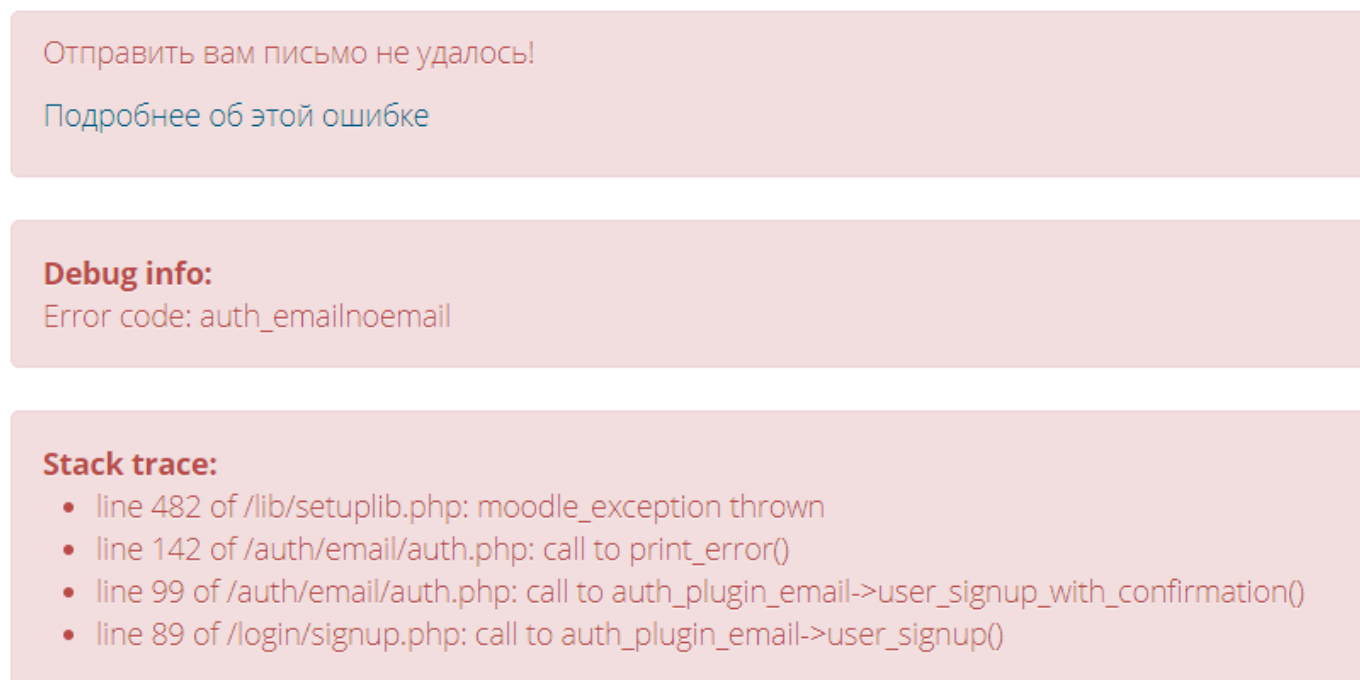 Отправить вам письмо не удалось!
Подробнее об этой ошибке
Debug info:
Error code: auth_emailnoemail
Stack trace:
• line 482 of /lib/setuplib.php: moodle_exception thrown
• line 142 of /auth/email/auth.php: call to print_error()
• line 99 of /auth/email/auth.php: call to auth_plugin_email->user_signup_with_confirmation()
• line 89 of /login/signup.php: call to auth_plugin_email->user_signup()